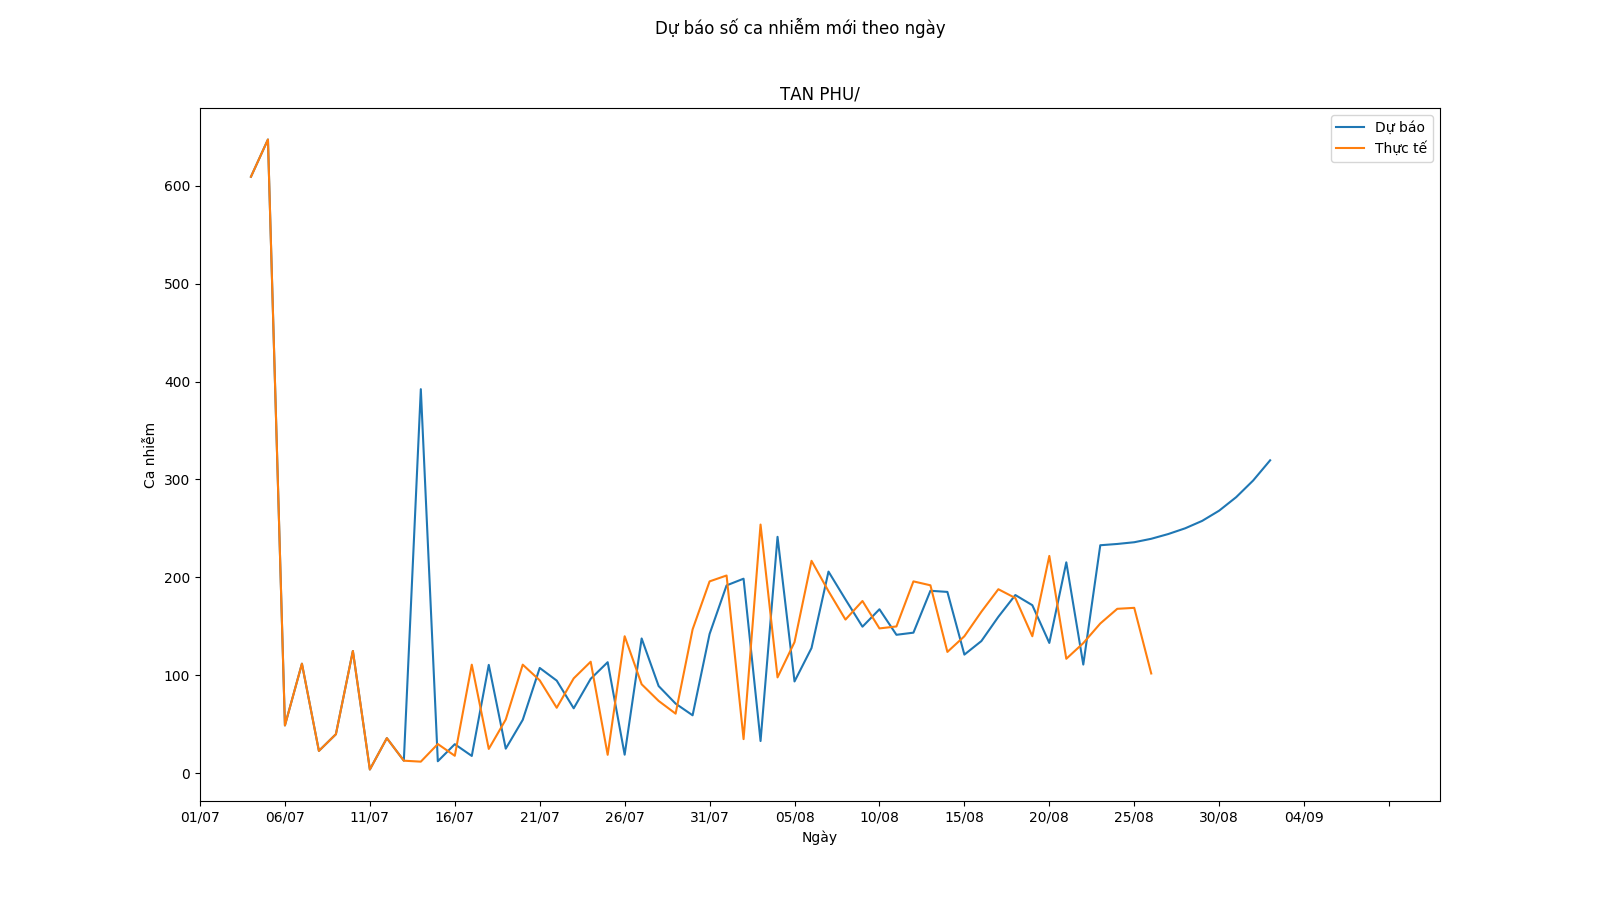 Dự báo số ca nhiễm mới theo ngày
TAN PHU/
Dự báo
Thực tế
600
500
400
300
200
100
0
Ca nhiễm
01/07 06/07 11/07 16/07 21/07 26/07 31/07 05/08 10/08 15/08 20/08 25/08 30/08 04/09
Ngày